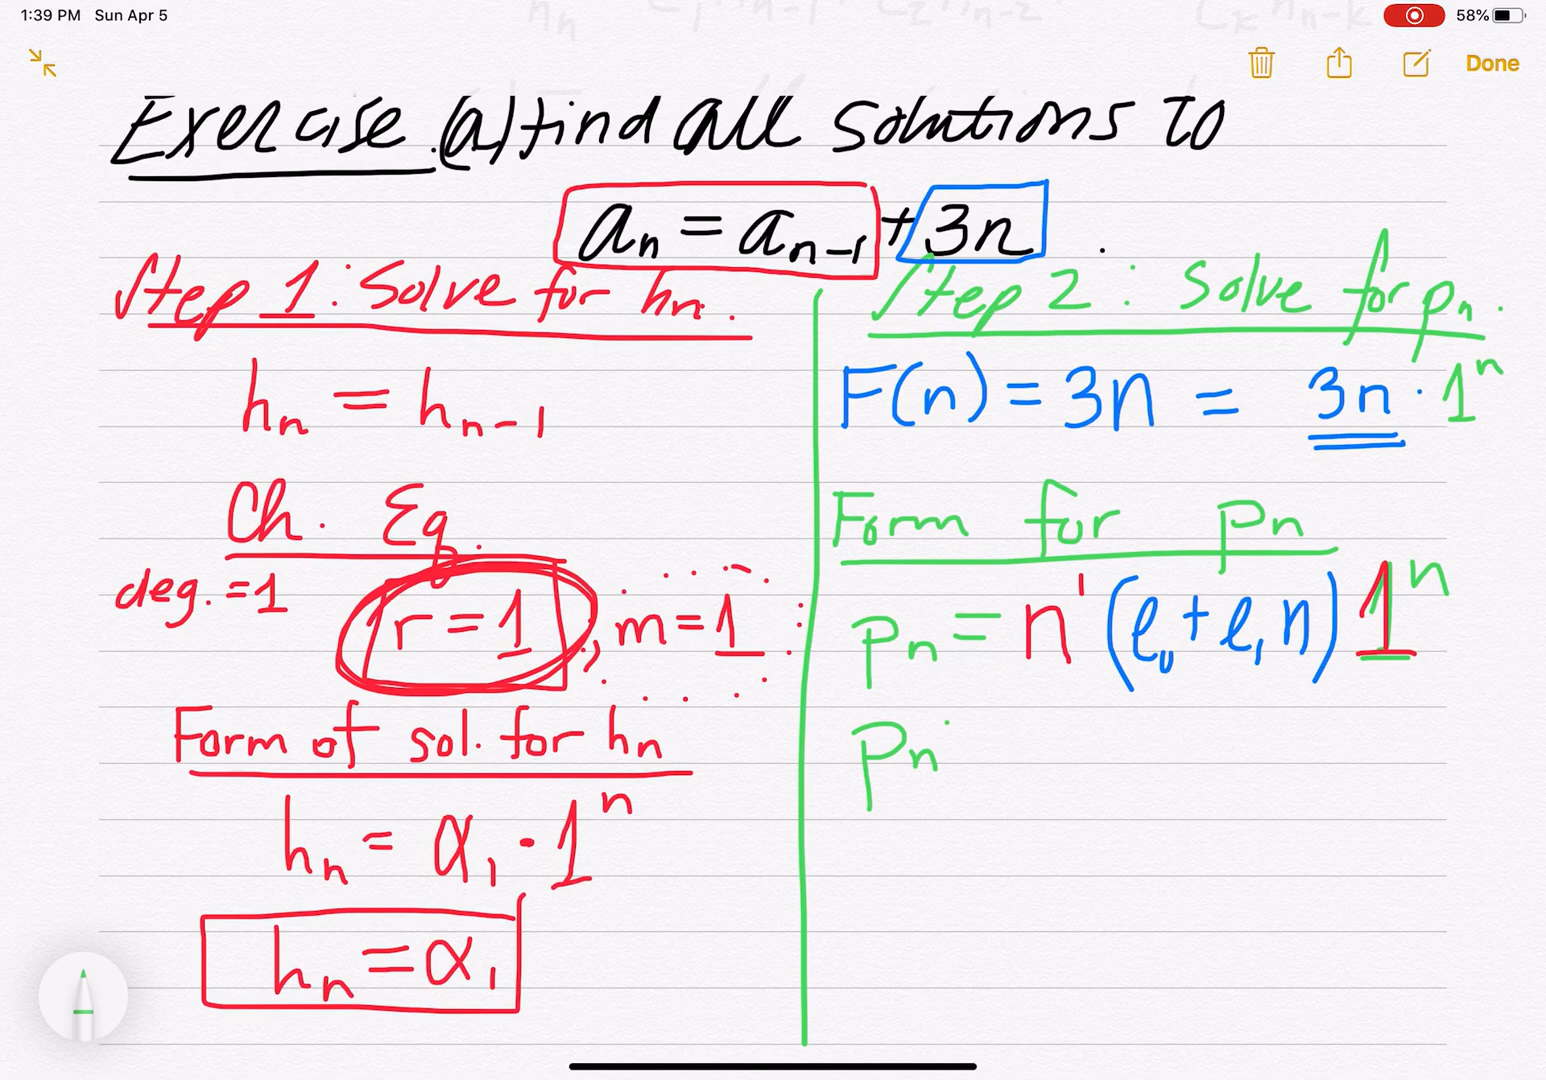 1:39 PM Sun Apr 5
58%
Done
Exercise (a) find all solutions to
aₙ = aₙ₋₁ + 3n .
Step 1: Solve for hₙ.
hₙ = hₙ₋₁
Ch. Eq.
deg. = 1
r = 1 , m = 1
Form of sol. for hₙ
hₙ = α₁ · 1ⁿ
hₙ = α₁
Step 2: Solve for pₙ.
F(n) = 3n = 3n · 1ⁿ
Form for pₙ
pₙ = n¹ (l₀ + l₁ n) 1ⁿ
pₙ